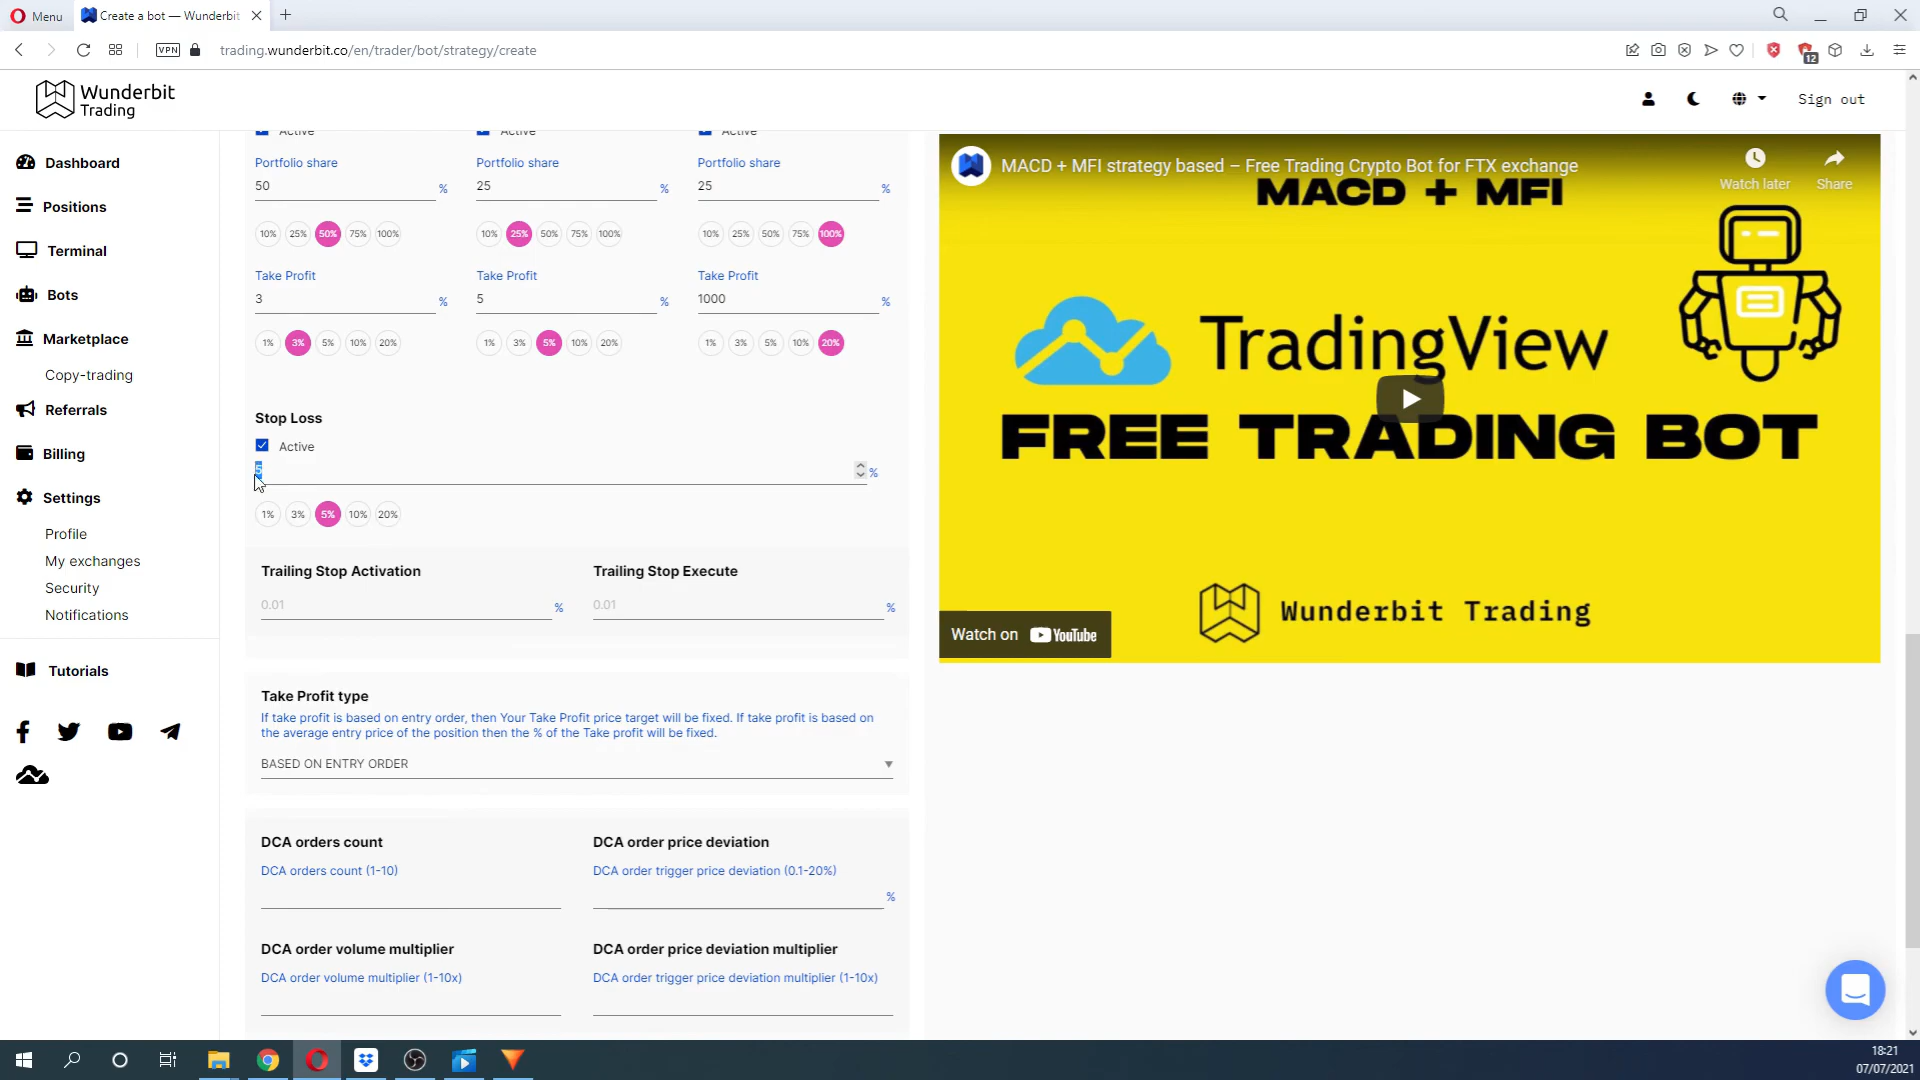 Menu
Create a bot — Wunderbit
VPN
trading.wunderbit.co/en/trader/bot/strategy/create
12
Wunderbit
Trading
Sign out
Dashboard
Positions
Terminal
Bots
Marketplace
Copy-trading
Referrals
Billing
Settings
Profile
My exchanges
Security
Notifications
Tutorials
Active Active Active
Portfolio share Portfolio share Portfolio share
50 % 25 % 25 %
10% 25% 50% 75% 100% 10% 25% 50% 75% 100% 10% 25% 50% 75% 100%
Take Profit Take Profit Take Profit
3 % 5 % 1000 %
1% 3% 5% 10% 20% 1% 3% 5% 10% 20% 1% 3% 5% 10% 20%
Stop Loss
Active
5 %
1% 3% 5% 10% 20%
Trailing Stop Activation Trailing Stop Execute
0.01 % 0.01 %
Take Profit type
If take profit is based on entry order, then Your Take Profit price target will be fixed. If take profit is based on
the average entry price of the position then the % of the Take profit will be fixed.
BASED ON ENTRY ORDER
DCA orders count DCA order price deviation
DCA orders count (1-10) DCA order trigger price deviation (0.1-20%)
%
DCA order volume multiplier DCA order price deviation multiplier
DCA order volume multiplier (1-10x) DCA order trigger price deviation multiplier (1-10x)
MACD + MFI strategy based – Free Trading Crypto Bot for FTX exchange
Watch later Share
MACD + MFI
TradingView
FREE TRADING BOT
Wunderbit Trading
Watch on YouTube
18:21
07/07/2021